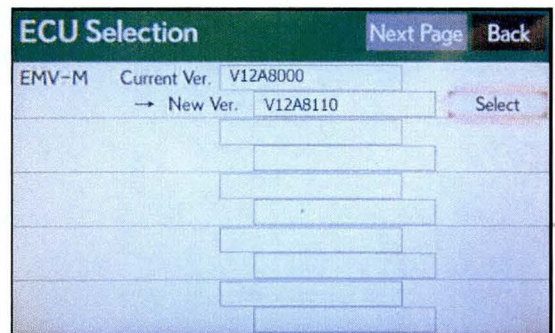 ECU Selection Next Page Back
EMV-M Current Ver. V12A8000
→ New Ver. V12A8110 Select